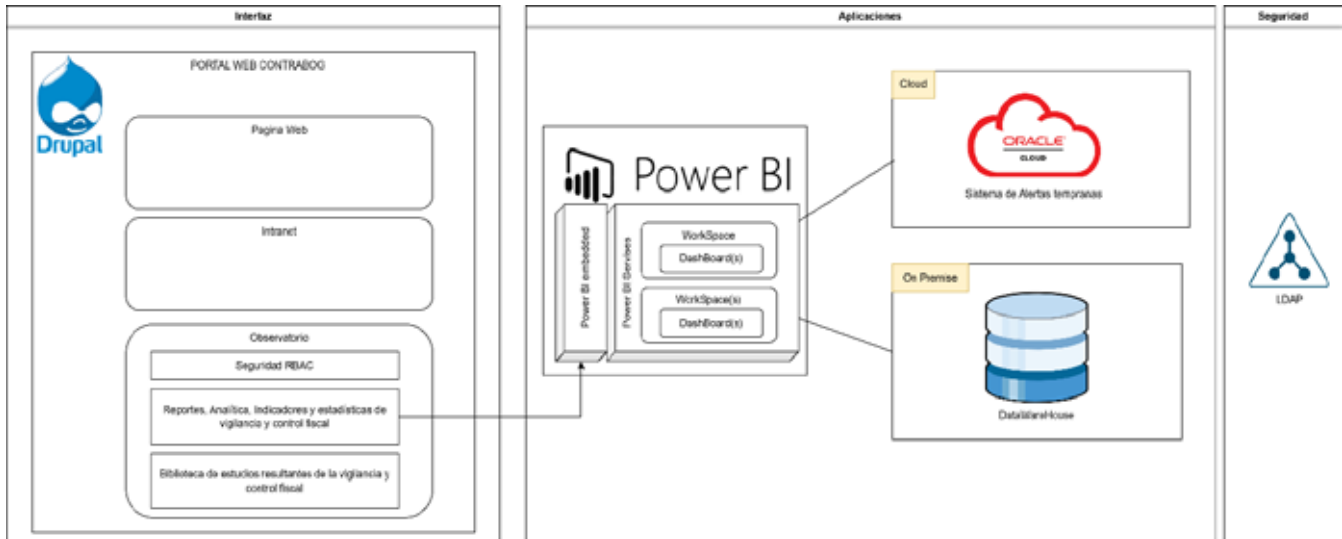 Interfaz
PORTAL WEB CONTRABOG
Drupal
Pagina Web
Intranet
Observatorio
Seguridad RBAC
Reportes, Analítica, Indicadores y estadísticas de
vigilancia y control fiscal
Biblioteca de estudios resultantes de la vigilancia y
control fiscal
Aplicaciones
Power BI
Power BI embedded
Power BI Servises
WorkSpace
DashBoard(s)
WorkSpace(s)
DashBoard(s)
Cloud
ORACLE
CLOUD
Sistema de Alertas tempranas
On Premise
DataWareHouse
Seguridad
LDAP